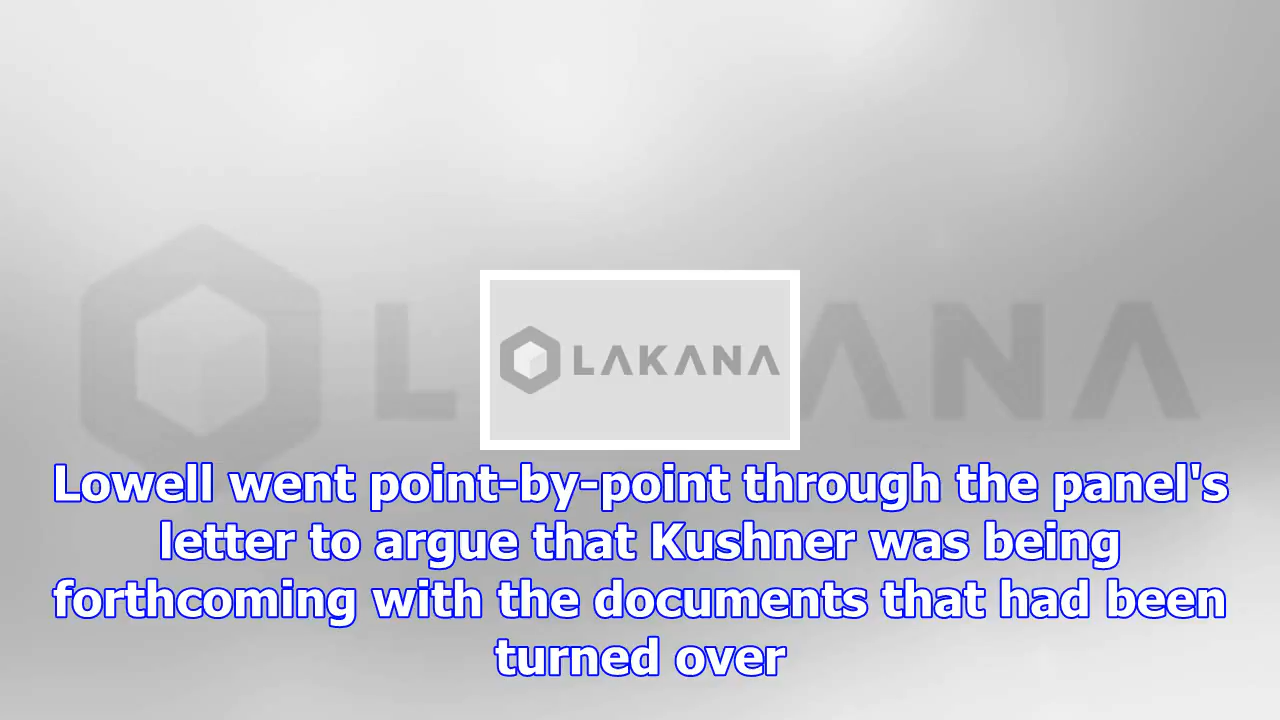 LAKANA
LAKANA
Lowell went point-by-point through the panel's
letter to argue that Kushner was being
forthcoming with the documents that had been
turned over